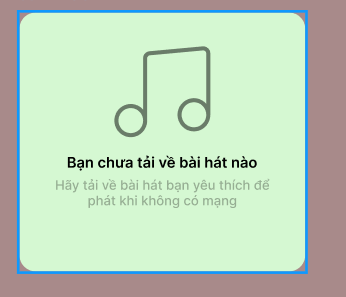 Bạn chưa tải về bài hát nào
Hãy tải về bài hát bạn yêu thích để
phát khi không có mạng